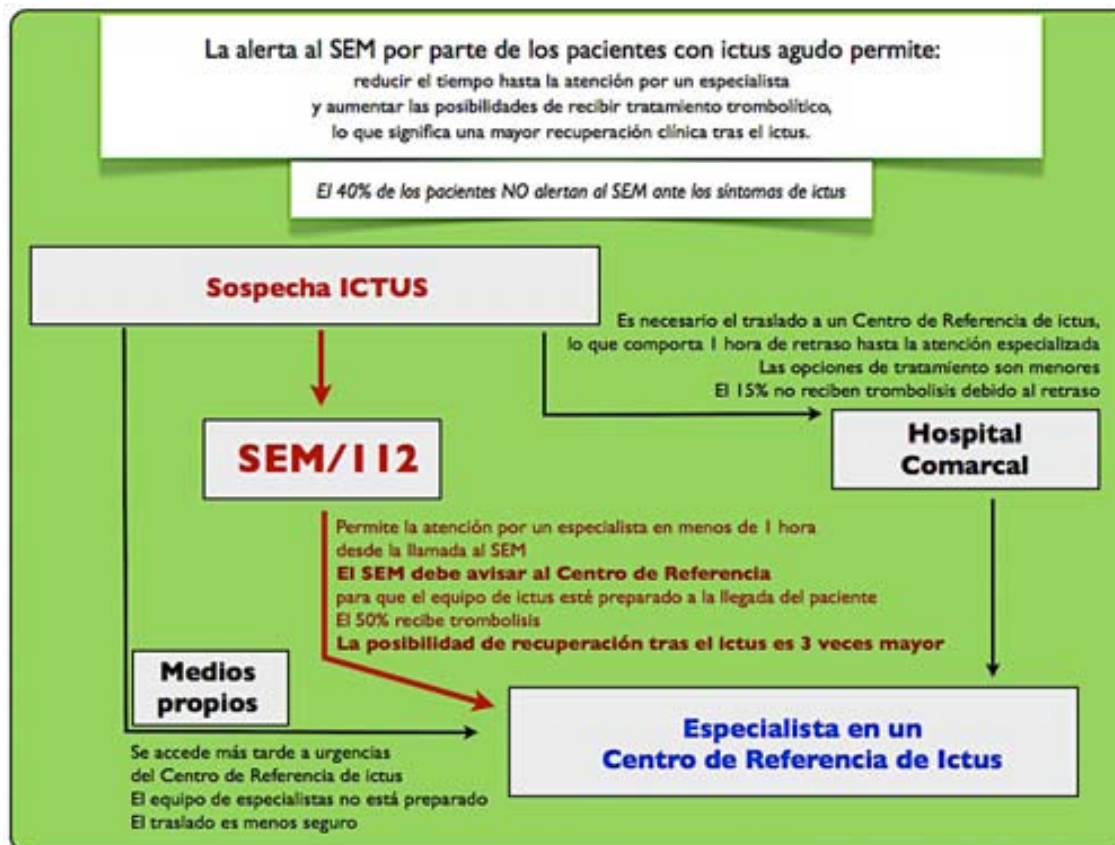 La alerta al SEM por parte de los pacientes con ictus agudo permite:
reducir el tiempo hasta la atención por un especialista
y aumentar las posibilidades de recibir tratamiento trombolítico,
lo que significa una mayor recuperación clínica tras el ictus.
El 40% de los pacientes NO alertan al SEM ante los síntomas de ictus
Sospecha ICTUS
Es necesario el traslado a un Centro de Referencia de ictus,
lo que comporta 1 hora de retraso hasta la atención especializada
Las opciones de tratamiento son menores
El 15% no reciben trombolisis debido al retraso
SEM/112
Hospital
Comarcal
Permite la atención por un especialista en menos de 1 hora
desde la llamada al SEM
El SEM debe avisar al Centro de Referencia
para que el equipo de ictus esté preparado a la llegada del paciente
El 50% recibe trombolisis
La posibilidad de recuperación tras el ictus es 3 veces mayor
Medios
propios
Especialista en un
Centro de Referencia de Ictus
Se accede más tarde a urgencias
del Centro de Referencia de ictus
El equipo de especialistas no está preparado
El traslado es menos seguro